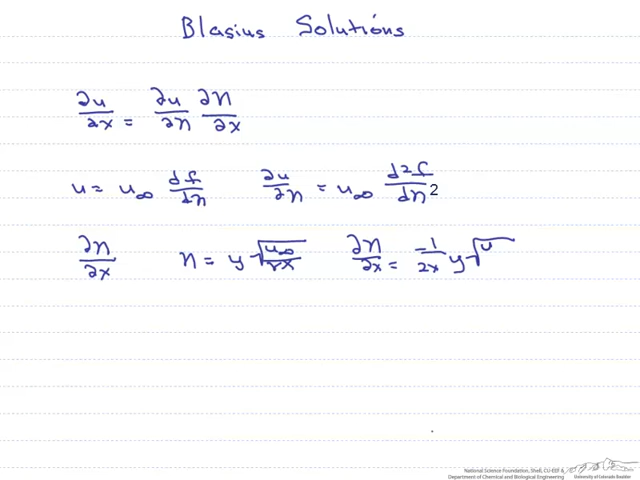 Blasius Solutions
∂u/∂x = ∂u/∂η ∂η/∂x
u = u∞ df/dη ∂u/∂η = u∞ d²f/dη²
∂η/∂x η = y √(u∞/νx) ∂η/∂x = -1/2x y √u
National Science Foundation, Shell, CU-EEF &
Department of Chemical and Biological Engineering
University of Colorado Boulder